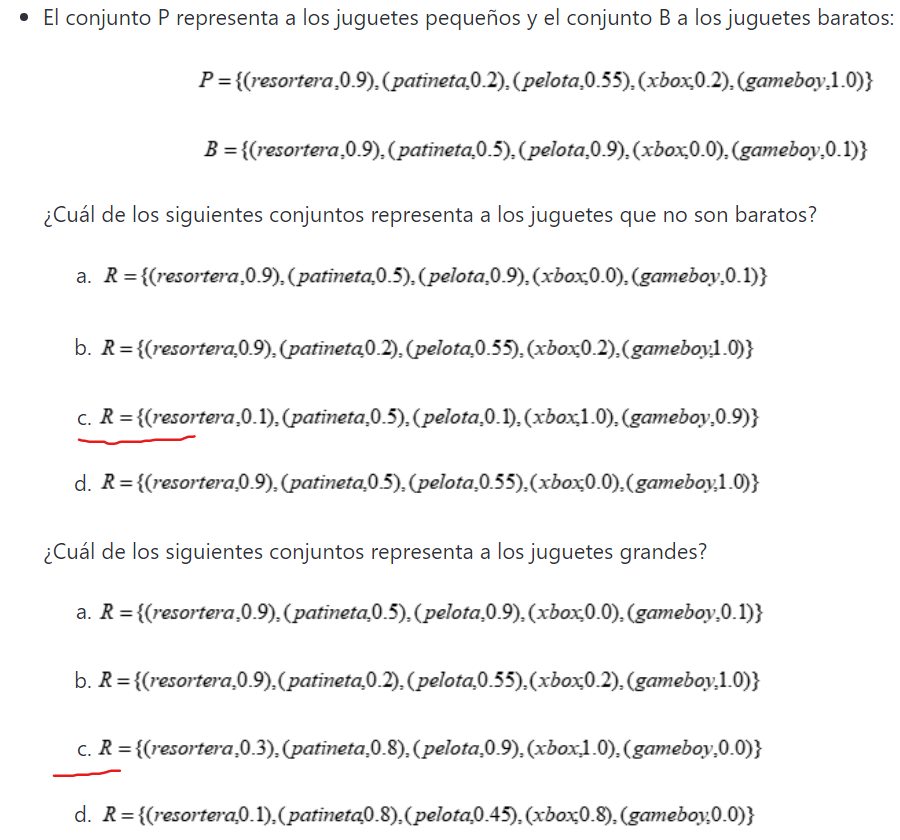 • El conjunto P representa a los juguetes pequeños y el conjunto B a los juguetes baratos:
P = {(resortera,0.9),(patineta,0.2),(pelota,0.55),(xbox,0.2),(gameboy,1.0)}
B = {(resortera,0.9),(patineta,0.5),(pelota,0.9),(xbox,0.0),(gameboy,0.1)}
¿Cuál de los siguientes conjuntos representa a los juguetes que no son baratos?
a. R = {(resortera,0.9),(patineta,0.5),(pelota,0.9),(xbox,0.0),(gameboy,0.1)}
b. R = {(resortera,0.9),(patineta,0.2),(pelota,0.55),(xbox,0.2),(gameboy,1.0)}
c. R = {(resortera,0.1),(patineta,0.5),(pelota,0.1),(xbox,1.0),(gameboy,0.9)}
d. R = {(resortera,0.9),(patineta,0.5),(pelota,0.55),(xbox,0.0),(gameboy,1.0)}
¿Cuál de los siguientes conjuntos representa a los juguetes grandes?
a. R = {(resortera,0.9),(patineta,0.5),(pelota,0.9),(xbox,0.0),(gameboy,0.1)}
b. R = {(resortera,0.9),(patineta,0.2),(pelota,0.55),(xbox,0.2),(gameboy,1.0)}
c. R = {(resortera,0.3),(patineta,0.8),(pelota,0.9),(xbox,1.0),(gameboy,0.0)}
d. R = {(resortera,0.1),(patineta,0.8),(pelota,0.45),(xbox,0.8),(gameboy,0.0)}